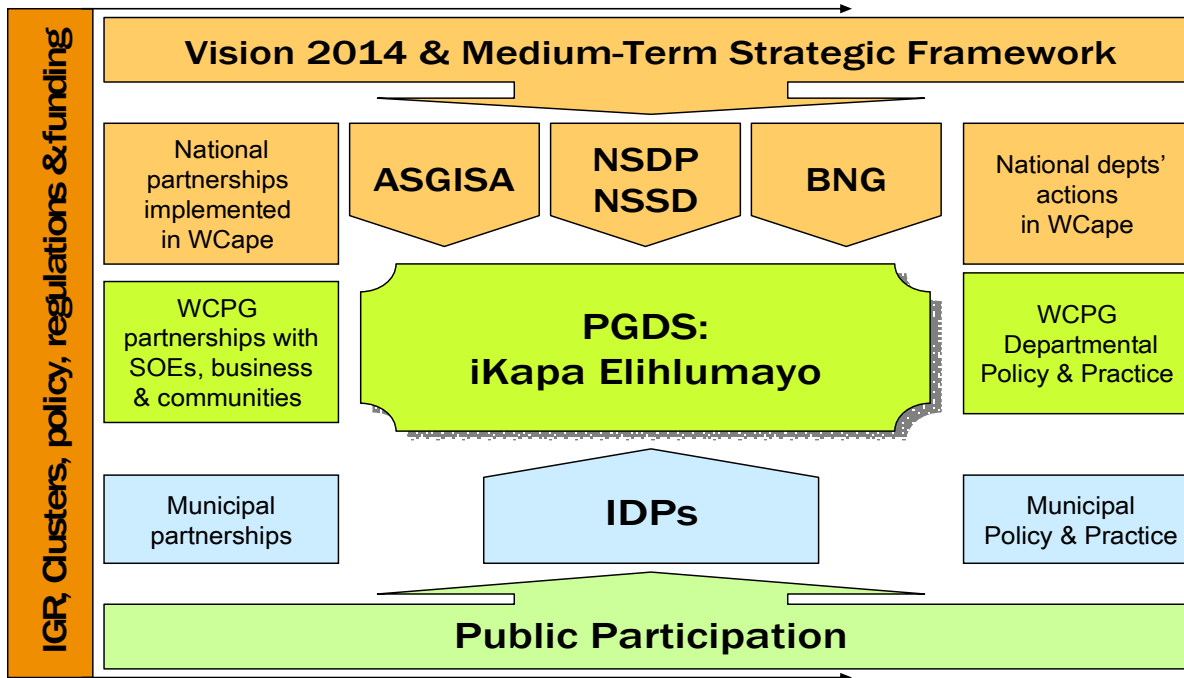 IGR, Clusters, policy, regulations & funding
Vision 2014 & Medium-Term Strategic Framework
National
partnerships
implemented
in WCape
ASGISA
NSDP
NSSD
BNG
National depts’
actions
in WCape
WCPG
partnerships with
SOEs, business
& communities
PGDS:
iKapa Elihlumayo
WCPG
Departmental
Policy & Practice
Municipal
partnerships
IDPs
Municipal
Policy & Practice
Public Participation